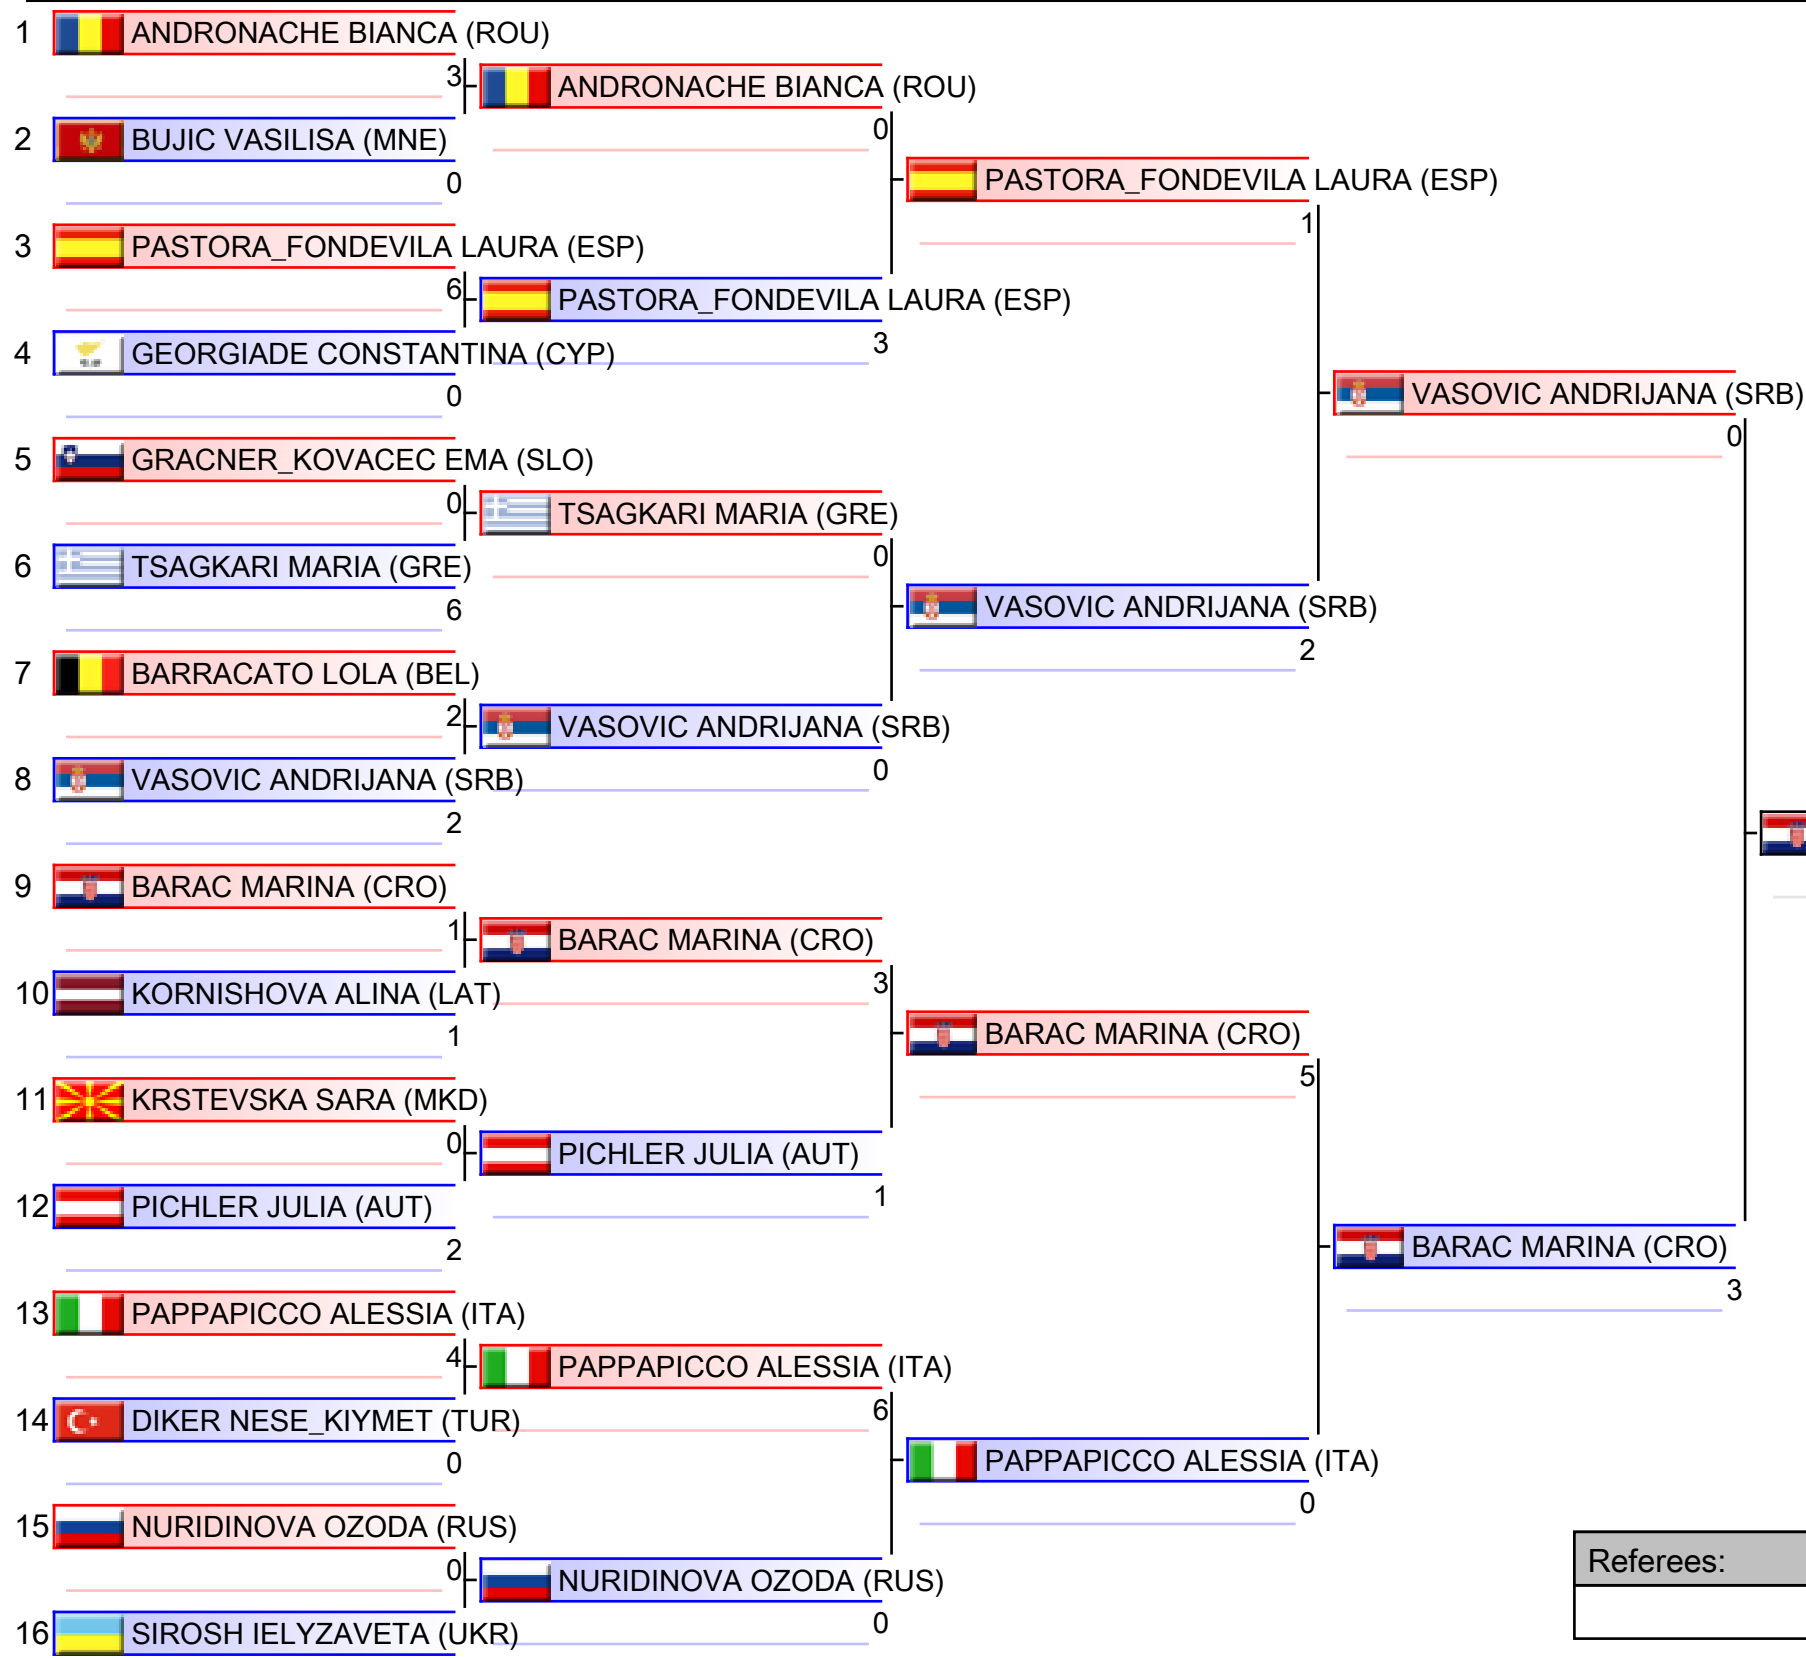 1 ANDRONACHE BIANCA (ROU)
3 ANDRONACHE BIANCA (ROU)
2 BUJIC VASILISA (MNE)
0
0
PASTORA_FONDEVILA LAURA (ESP)
1
3 PASTORA_FONDEVILA LAURA (ESP)
6 PASTORA_FONDEVILA LAURA (ESP)
4 GEORGIADE CONSTANTINA (CYP)
3
0
VASOVIC ANDRIJANA (SRB)
0
5 GRACNER_KOVACEC EMA (SLO)
0 TSAGKARI MARIA (GRE)
6 TSAGKARI MARIA (GRE)
0
6
VASOVIC ANDRIJANA (SRB)
2
7 BARRACATO LOLA (BEL)
2 VASOVIC ANDRIJANA (SRB)
8 VASOVIC ANDRIJANA (SRB)
0
2
9 BARAC MARINA (CRO)
1 BARAC MARINA (CRO)
10 KORNISHOVA ALINA (LAT)
3
1
BARAC MARINA (CRO)
5
11 KRSTEVSKA SARA (MKD)
0 PICHLER JULIA (AUT)
12 PICHLER JULIA (AUT)
1
2
BARAC MARINA (CRO)
3
13 PAPPAPICCO ALESSIA (ITA)
4 PAPPAPICCO ALESSIA (ITA)
14 DIKER NESE_KIYMET (TUR)
6
0
PAPPAPICCO ALESSIA (ITA)
0
15 NURIDINOVA OZODA (RUS)
0 NURIDINOVA OZODA (RUS)
16 SIROSH IELYZAVETA (UKR)
0
Referees: